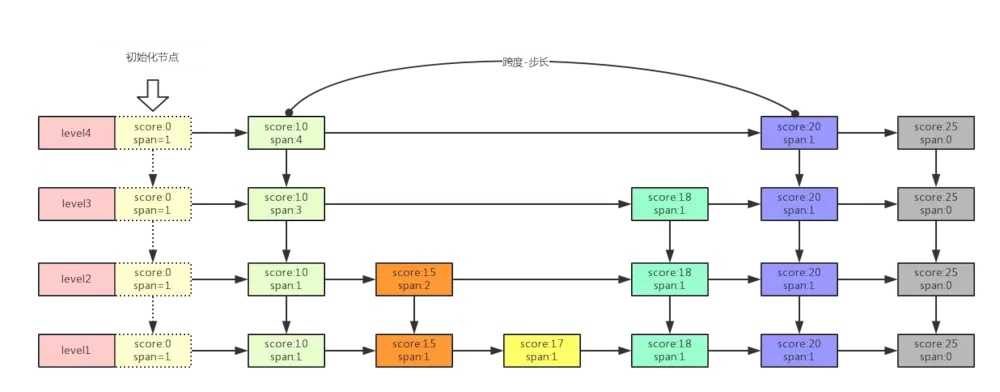 初始化节点
跨度-步长
level4
score:0
span=1
score:10
span:4
score:20
span:1
score:25
span:0
level3
score:0
span=1
score:10
span:3
score:18
span:1
score:20
span:1
score:25
span:0
level2
score:0
span=1
score:10
span:1
score:15
span:2
score:18
span:1
score:20
span:1
score:25
span:0
level1
score:0
span=1
score:10
span:1
score:15
span:1
score:17
span:1
score:18
span:1
score:20
span:1
score:25
span:0